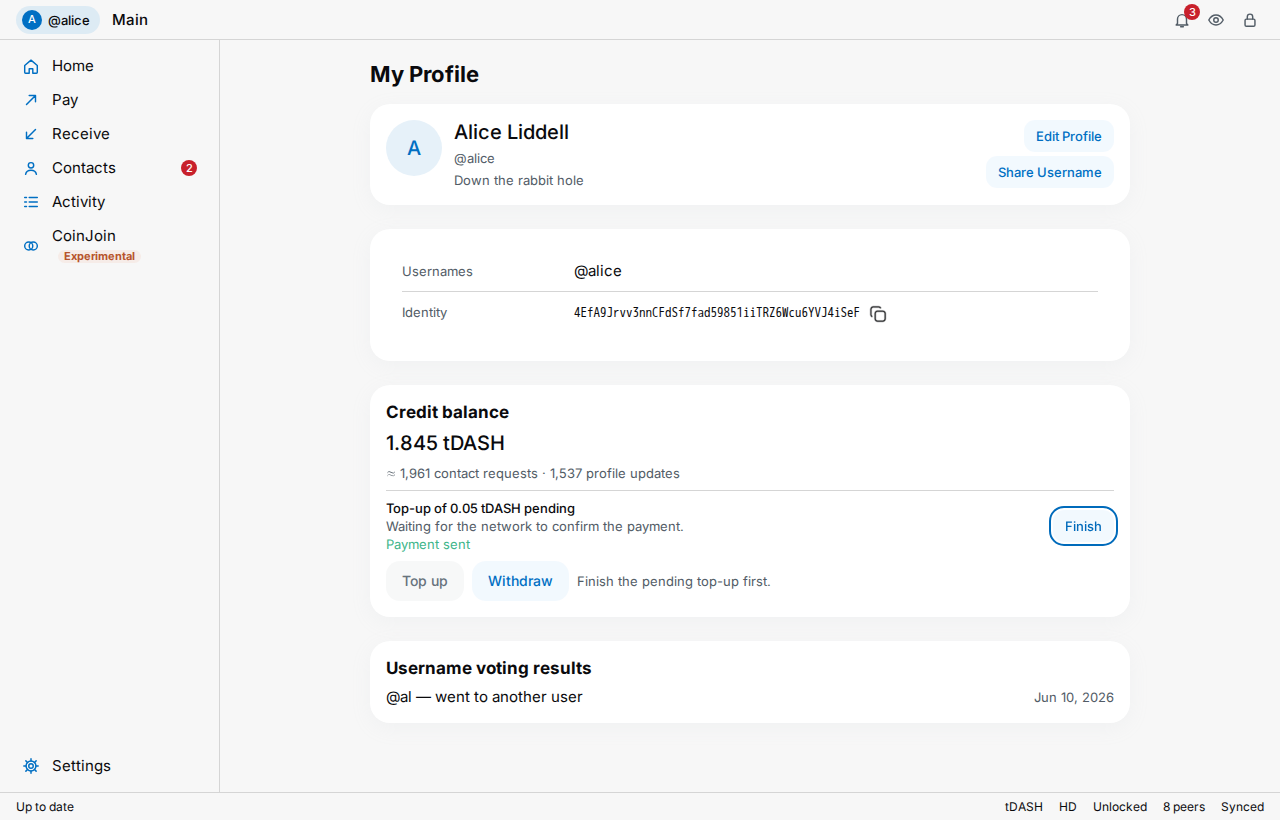 A @alice Main 3
Home
Pay
Receive
Contacts 2
Activity
CoinJoin
Experimental
Settings
My Profile
A
Alice Liddell
@alice
Down the rabbit hole
Edit Profile
Share Username
Usernames @alice
Identity 4EfA9Jrvv3nnCFdSf7fad59851iiTRZ6Wcu6YVJ4iSeF
Credit balance
1.845 tDASH
≈ 1,961 contact requests · 1,537 profile updates
Top-up of 0.05 tDASH pending
Waiting for the network to confirm the payment.
Payment sent
Finish
Top up Withdraw Finish the pending top-up first.
Username voting results
@al — went to another user Jun 10, 2026
Up to date tDASH HD Unlocked 8 peers Synced